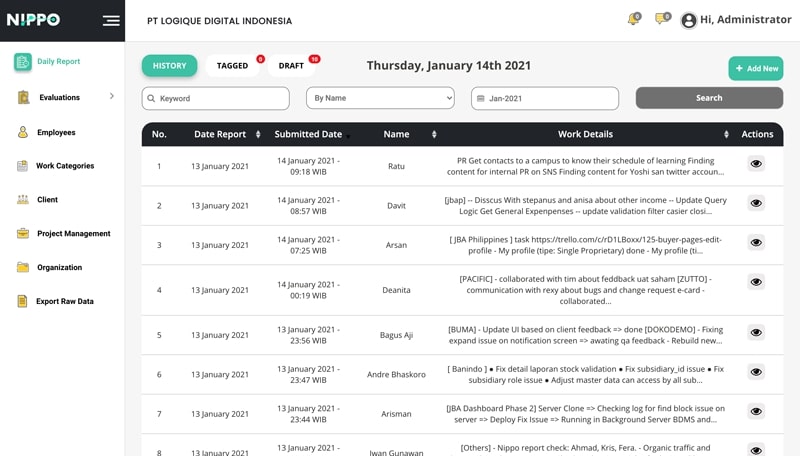 NIPPO
PT LOGIQUE DIGITAL INDONESIA
0
0
Hi, Administrator
Daily Report
Evaluations
Employees
Work Categories
Client
Project Management
Organization
Export Raw Data
HISTORY
TAGGED
0
DRAFT
10
Thursday, January 14th 2021
+ Add New
Keyword
By Name
Jan-2021
Search
No. Date Report Submitted Date Name Work Details Actions
1 13 January 2021 14 January 2021 - 09:18 WIB Ratu PR Get contacts to a campus to know their schedule of learning Finding
content for internal PR on SNS Finding content for Yoshi san twitter accoun...
2 13 January 2021 14 January 2021 - 08:57 WIB Davit [jbap] -- Disscus With stepanus and anisa about other income -- Update Query
Logic Get General Expenpenses -- update validation filter casier closi...
3 13 January 2021 14 January 2021 - 07:25 WIB Arsan [ JBA Philippines ] task https://trello.com/c/rD1LBoxx/125-buyer-pages-edit-
profile - My profile (tipe: Single Proprietary) done - My profile (ti...
4 13 January 2021 14 January 2021 - 00:19 WIB Deanita [PACIFIC] - collaborated with tim about feddback uat saham [ZUTTO] -
communication with rexy about bugs and change request e-card -
collaborated...
5 13 January 2021 13 January 2021 - 23:56 WIB Bagus Aji [BUMA] - Update UI based on client feedback => done [DOKODEMO] - Fixing
expand issue on notification screen => awating qa feedback - Rebuild new...
6 13 January 2021 13 January 2021 - 23:47 WIB Andre Bhaskoro [ Banindo ] ● Fix detail laporan stock validation ● Fix subsidiary_id issue ● Fix
subsidiary role issue ● Adjust master data can access by all sub...
7 13 January 2021 13 January 2021 - 23:44 WIB Arisman [JBA Dashboard Phase 2] Server Clone => Checking log for find block issue on
server => Deploy Fix Issue => Running in Background Server BDMS and...
8 13 January 2021 13 January 2021 - Iwan Gunawan [Others] - Nippo report check: Ahmad, Kris, Fera. - Organic traffic and